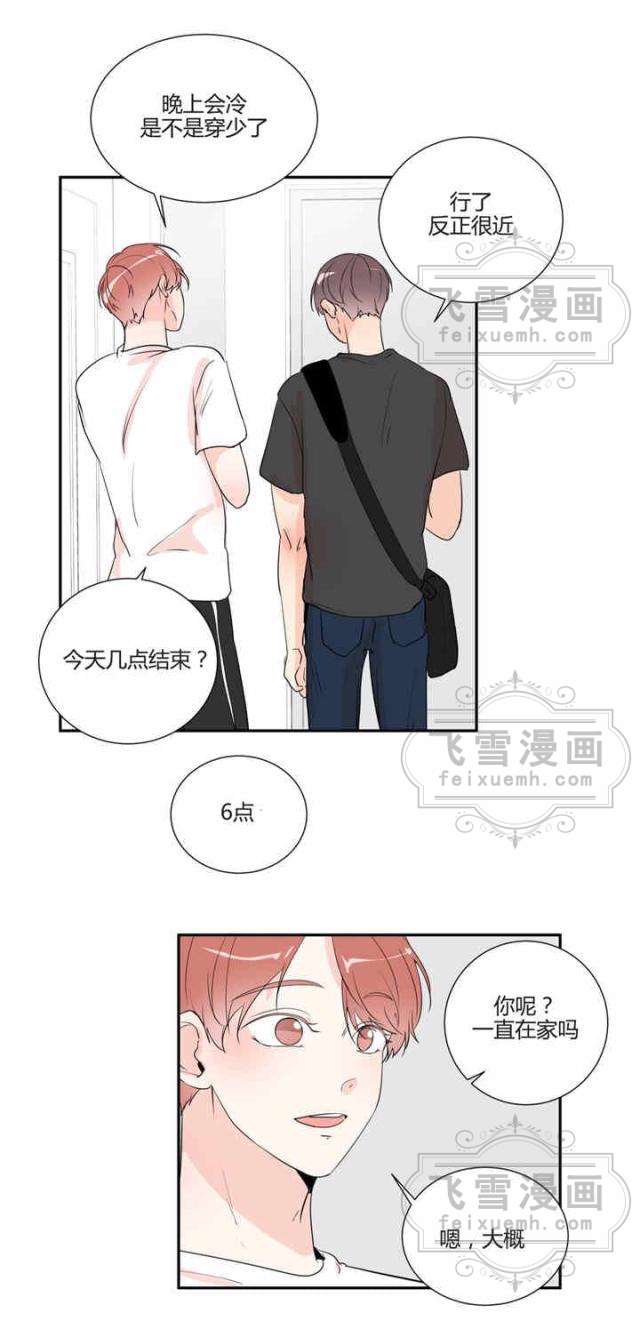 晚上会冷
是不是穿少了
行了
反正很近
飞雪漫画
feixuemh.com
今天几点结束？
飞雪漫画
feixuemh.com
6点
你呢？
一直在家吗
飞雪漫画
feixuemh.com
嗯，大概